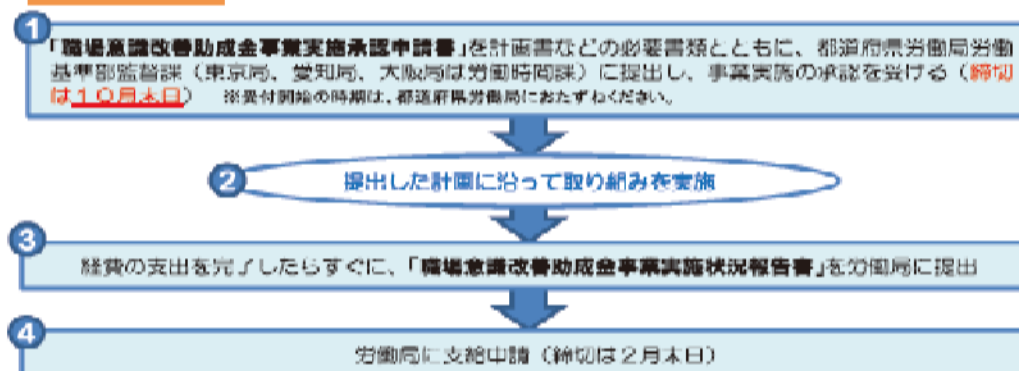 1
「職場意識改善助成金事業実施承認申請書」を計画書などの必要書類とともに、都道府県労働局労働
基準部監督課（東京局、愛知局、大阪局は労働時間課）に提出し、事業実施の承認を受ける（締切
は１０月末日） ※受付開始の時期は、都道府県労働局におたずねください。
2
提出した計画に沿って取り組みを実施
3
経費の支出を完了したらすぐに、「職場意識改善助成金事業実施状況報告書」を労働局に提出
4
労働局に支給申請（締切は２月末日）